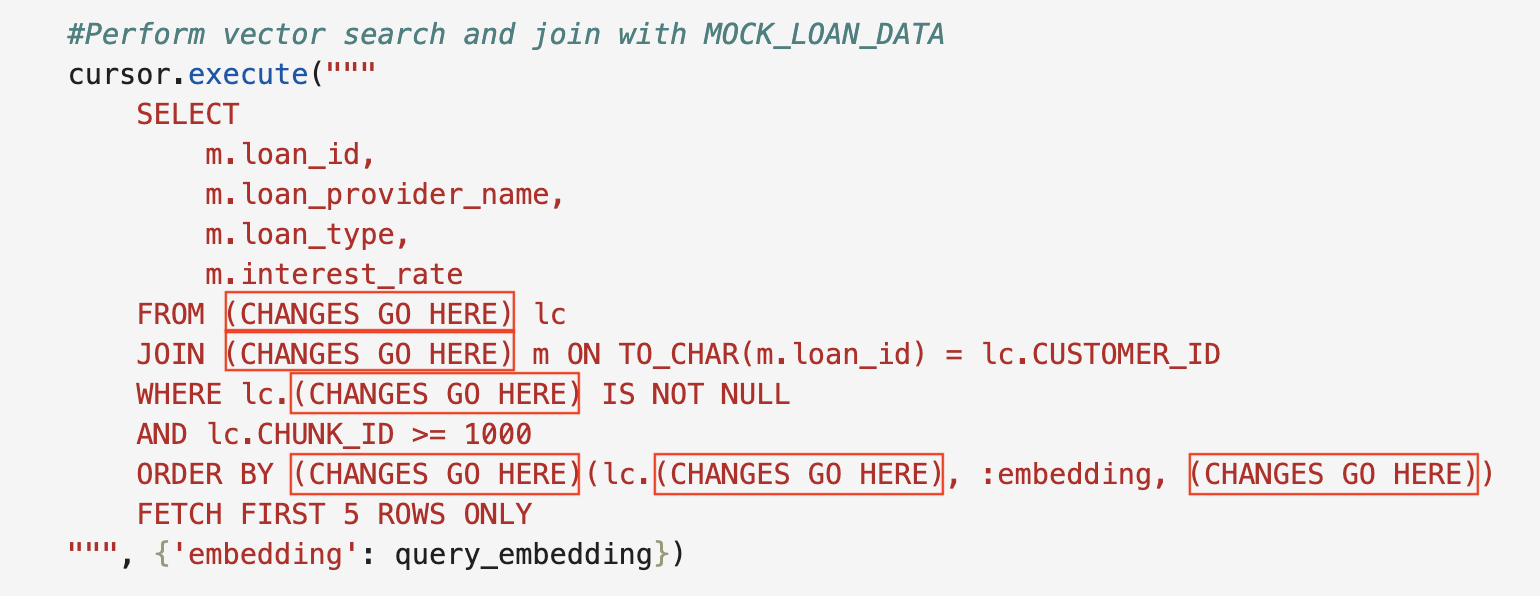 #Perform vector search and join with MOCK_LOAN_DATA
cursor.execute("""
    SELECT
        m.loan_id,
        m.loan_provider_name,
        m.loan_type,
        m.interest_rate
    FROM (CHANGES GO HERE) lc
    JOIN (CHANGES GO HERE) m ON TO_CHAR(m.loan_id) = lc.CUSTOMER_ID
    WHERE lc.(CHANGES GO HERE) IS NOT NULL
    AND lc.CHUNK_ID >= 1000
    ORDER BY (CHANGES GO HERE)(lc.(CHANGES GO HERE), :embedding, (CHANGES GO HERE))
    FETCH FIRST 5 ROWS ONLY
""", {'embedding': query_embedding})